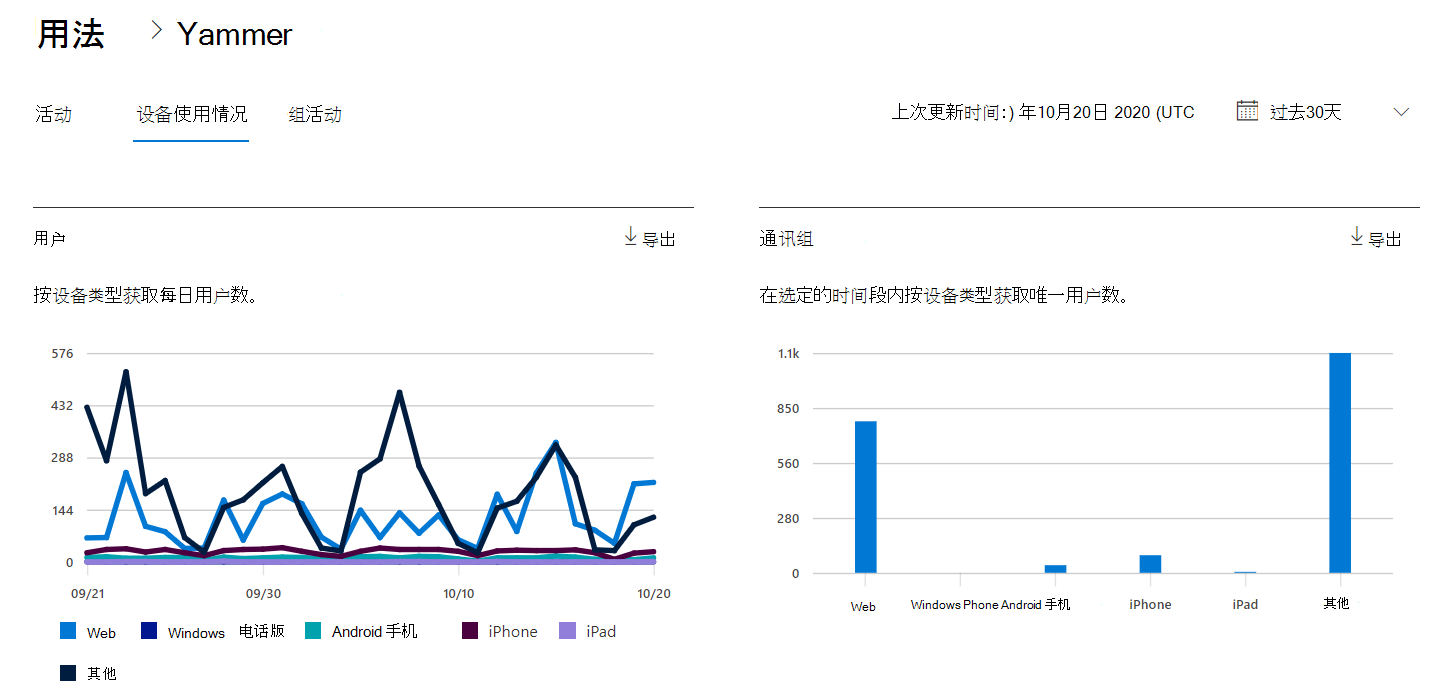 用法 > Yammer
活动 设备使用情况 组活动 上次更新时间:) 年10月20日 2020 (UTC 过去30天
用户 导出
按设备类型获取每日用户数。
576
432
288
144
0
09/21 09/30 10/10 10/20
Web Windows 电话版 Android 手机 iPhone iPad
其他
通讯组 导出
在选定的时间段内按设备类型获取唯一用户数。
1.1k
850
560
280
0
Web Windows Phone Android 手机 iPhone iPad 其他